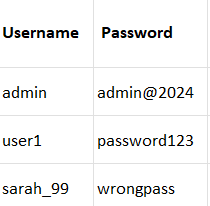 Username Password
admin admin@2024
user1 password123
sarah_99 wrongpass